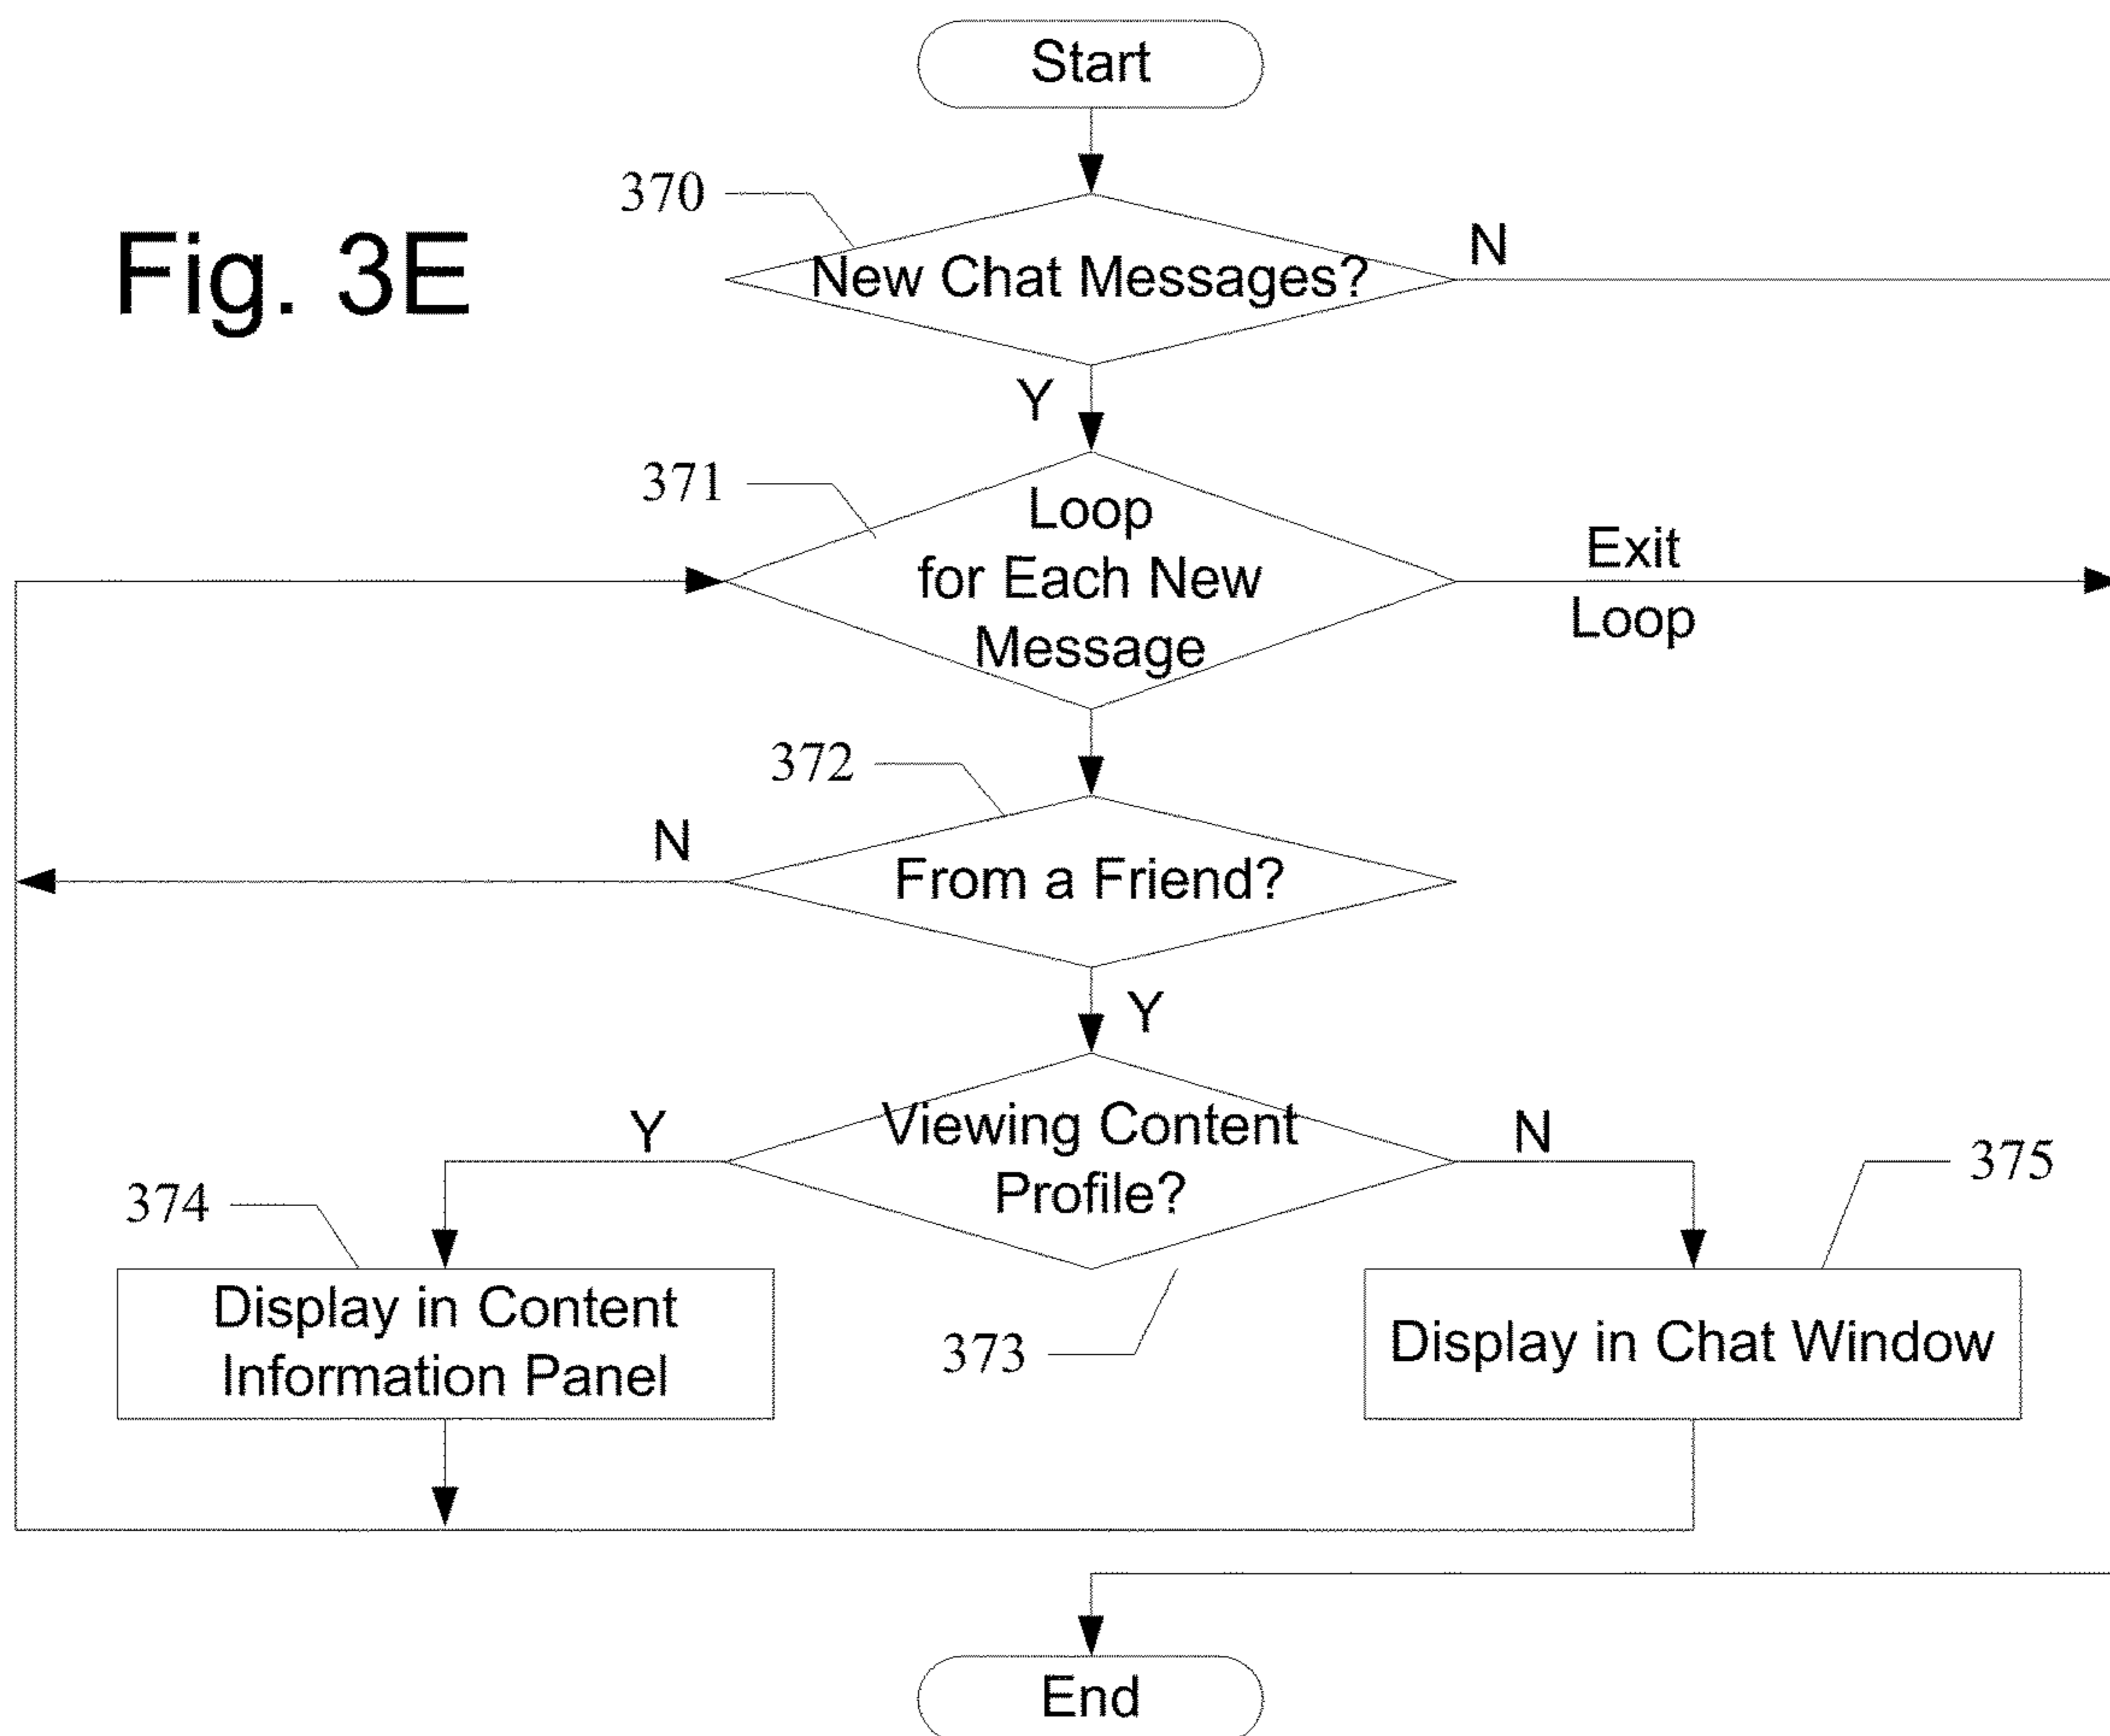 Start
370
Fig. 3E
New Chat Messages?
N
Y
371
Loop
for Each New
Message
Exit
Loop
372
N
From a Friend?
Y
Y
Viewing Content
Profile?
N
375
374
Display in Content
Information Panel
373
Display in Chat Window
End